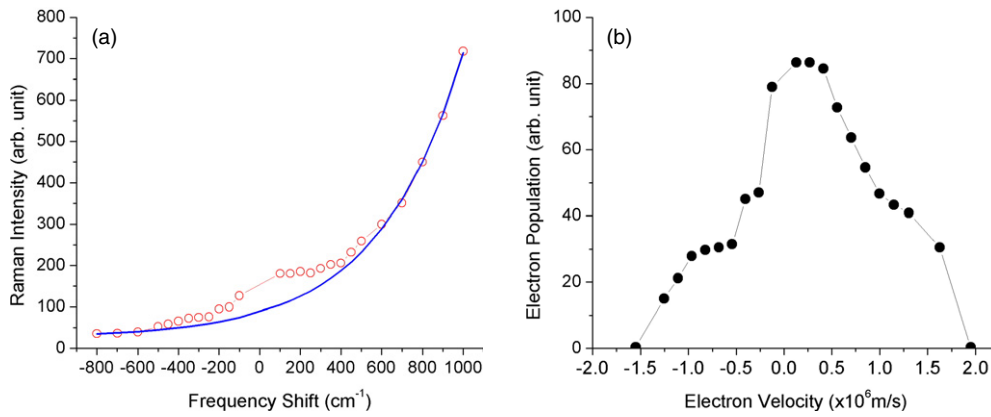 (a)
Raman Intensity (arb. unit)
800
700
600
500
400
300
200
100
0
-800 -600 -400 -200 0 200 400 600 800 1000
Frequency Shift (cm⁻¹)
(b)
Electron Population (arb. unit)
100
80
60
40
20
0
-2.0 -1.5 -1.0 -0.5 0.0 0.5 1.0 1.5 2.0
Electron Velocity (x10⁶m/s)